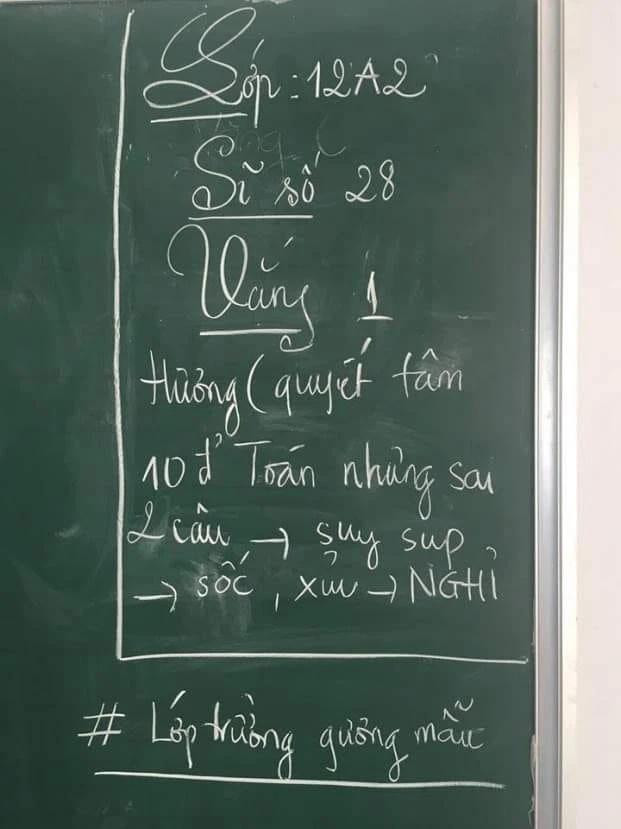 Lớp : 12A2
Sĩ số 28
Vắng 1
Hương (quyết tâm
10đ' Toán nhưng sai
2 câu → suy sụp
→ sốc, xỉu → NGHỈ
# Lớp trưởng gương mẫu